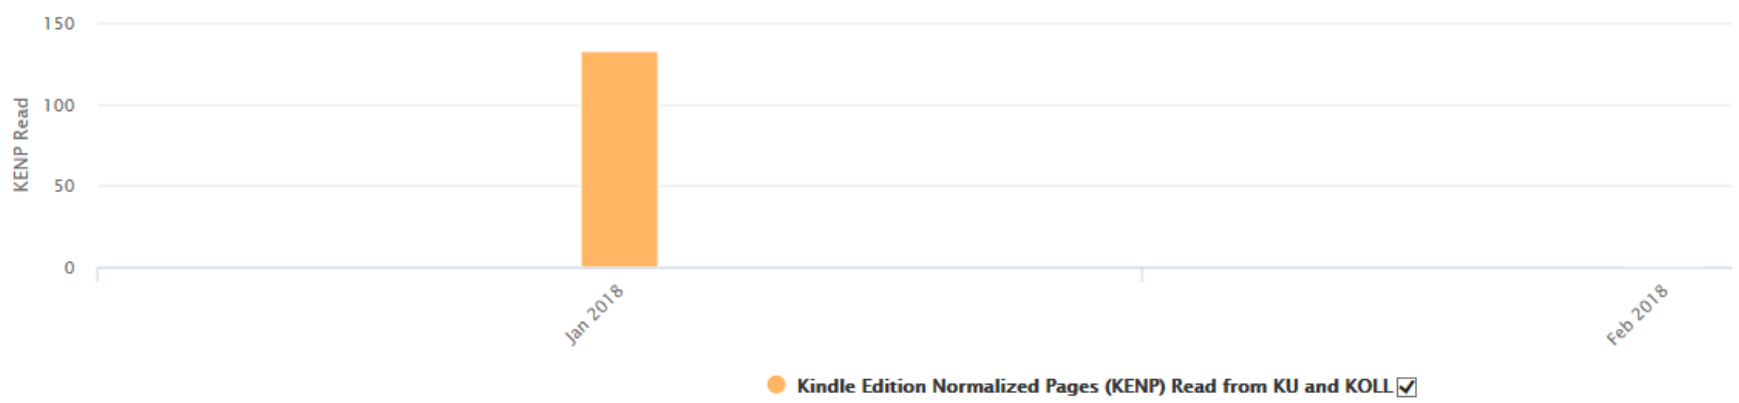 150
KENP Read
100
50
0
Jan 2018
Feb 2018
Kindle Edition Normalized Pages (KENP) Read from KU and KOLL